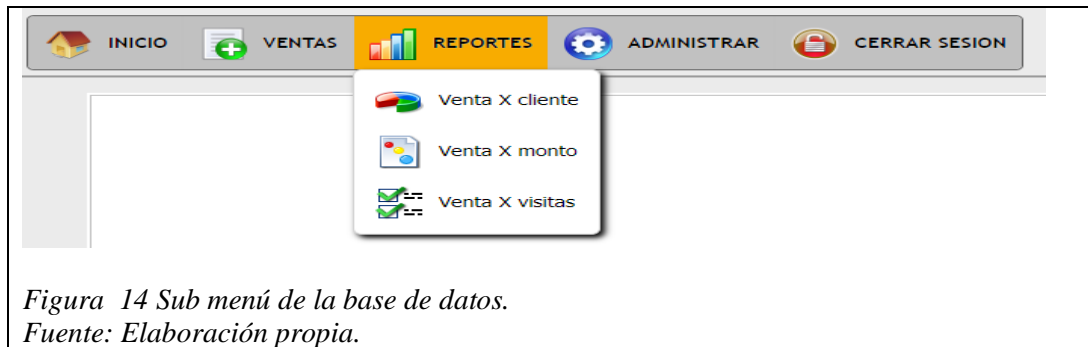 INICIO VENTAS REPORTES ADMINISTRAR CERRAR SESION
Venta X cliente
Venta X monto
Venta X visitas
Figura 14 Sub menú de la base de datos.
Fuente: Elaboración propia.